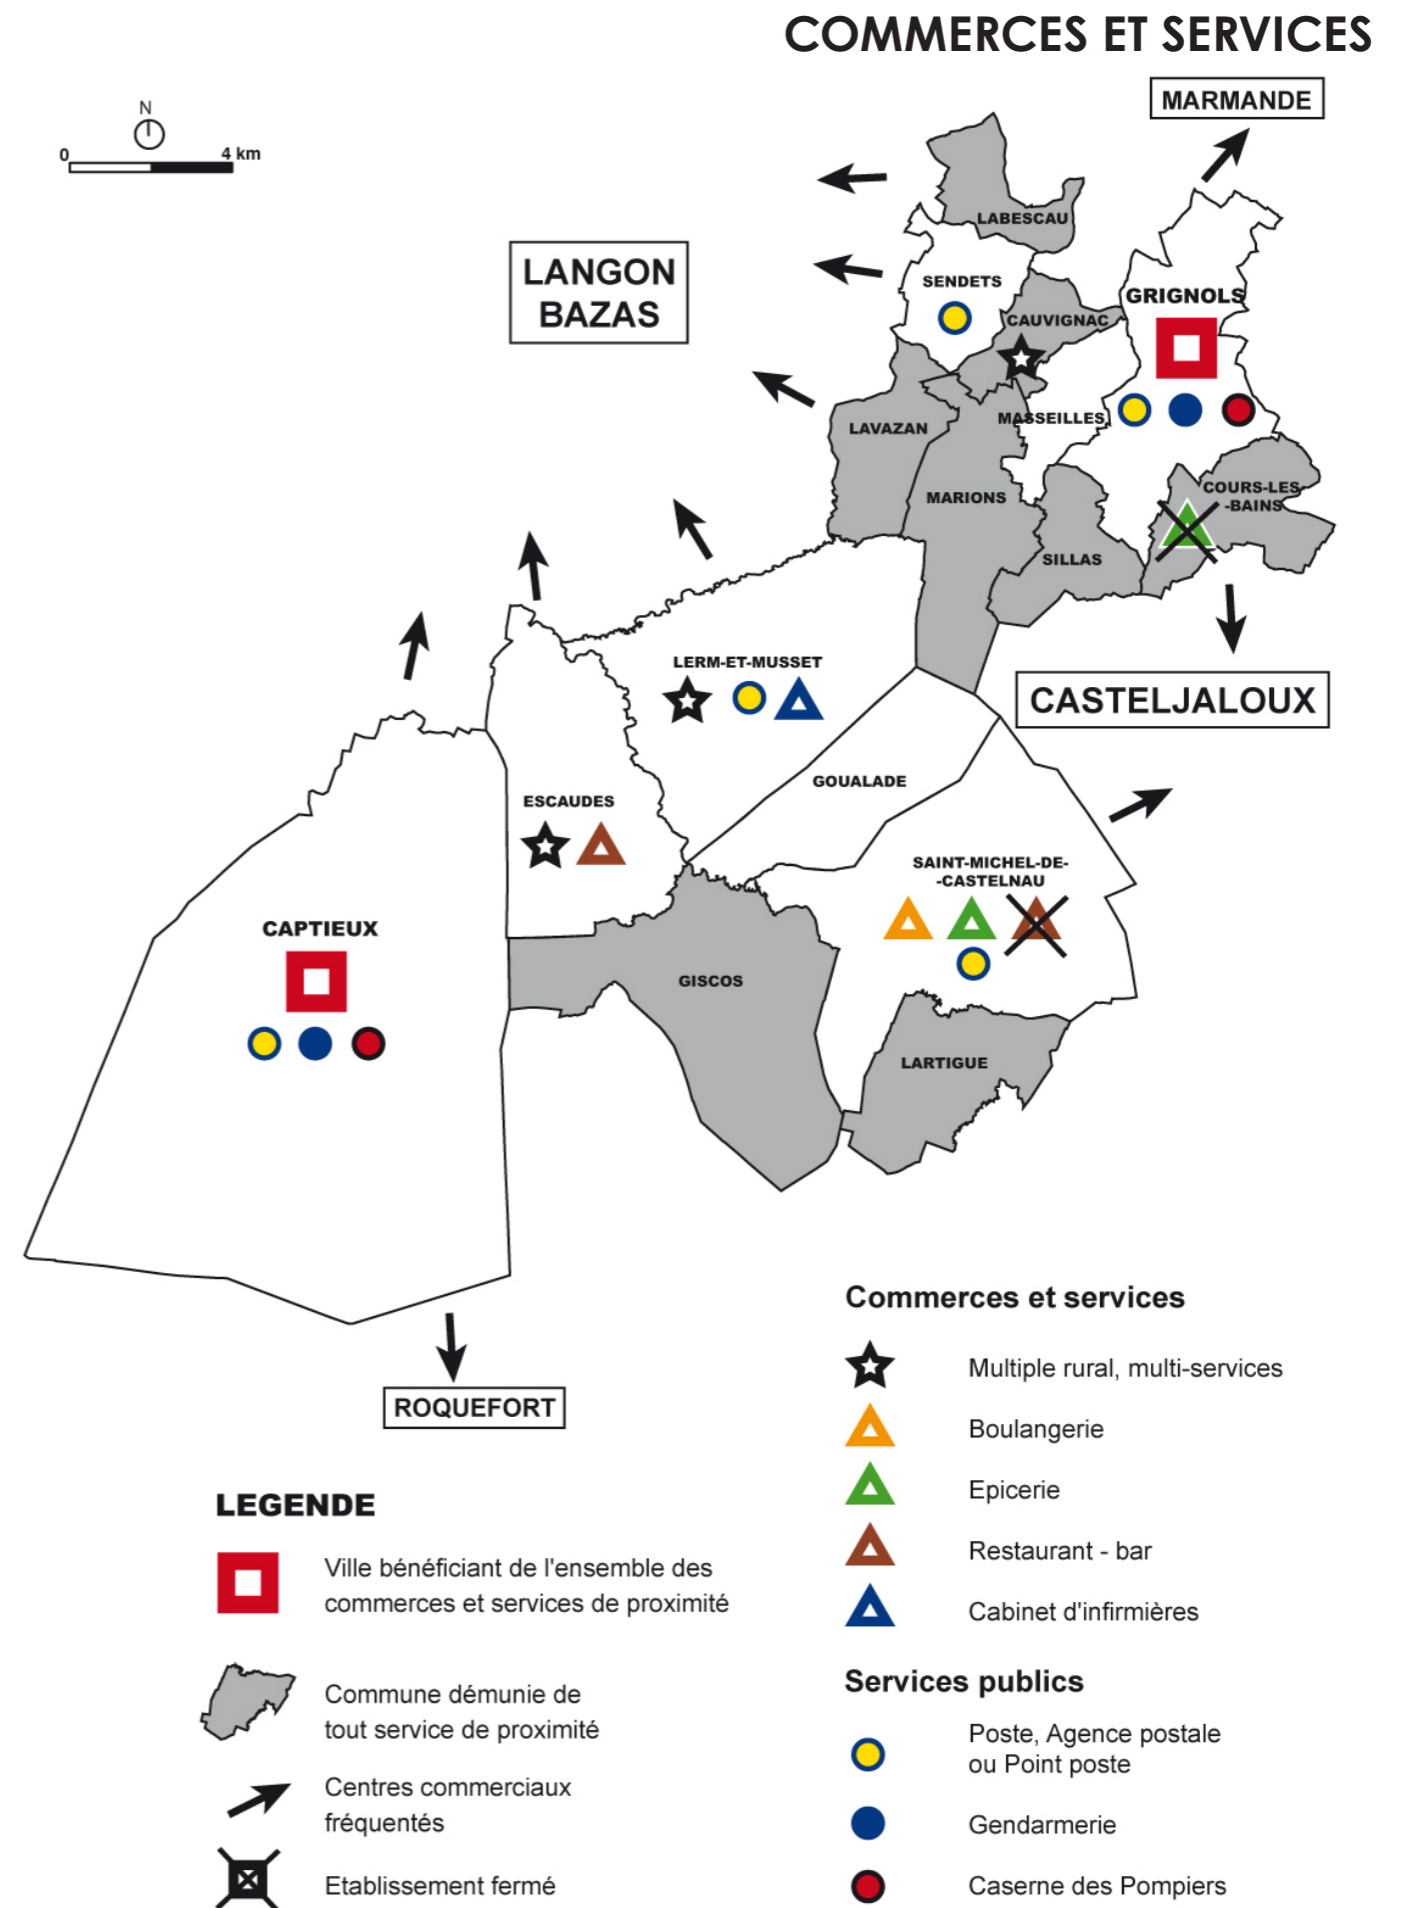 COMMERCES ET SERVICES
MARMANDE
N
0
4 km
LABESCAU
LANGON
BAZAS
SENDETS
GRIGNOLS
CAUVIGNAC
MASSEILLES
LAVAZAN
MARIONS
COURS-LES-
-BAINS
SILLAS
LERM-ET-MUSSET
CASTELJALOUX
GOUALADE
ESCAUDES
SAINT-MICHEL-DE-
-CASTELNAU
CAPTIEUX
GISCOS
LARTIGUE
ROQUEFORT
LEGENDE
Ville bénéficiant de l'ensemble des
commerces et services de proximité
Commune démunie de
tout service de proximité
Centres commerciaux
fréquentés
Etablissement fermé
Commerces et services
Multiple rural, multi-services
Boulangerie
Epicerie
Restaurant - bar
Cabinet d'infirmières
Services publics
Poste, Agence postale
ou Point poste
Gendarmerie
Caserne des Pompiers